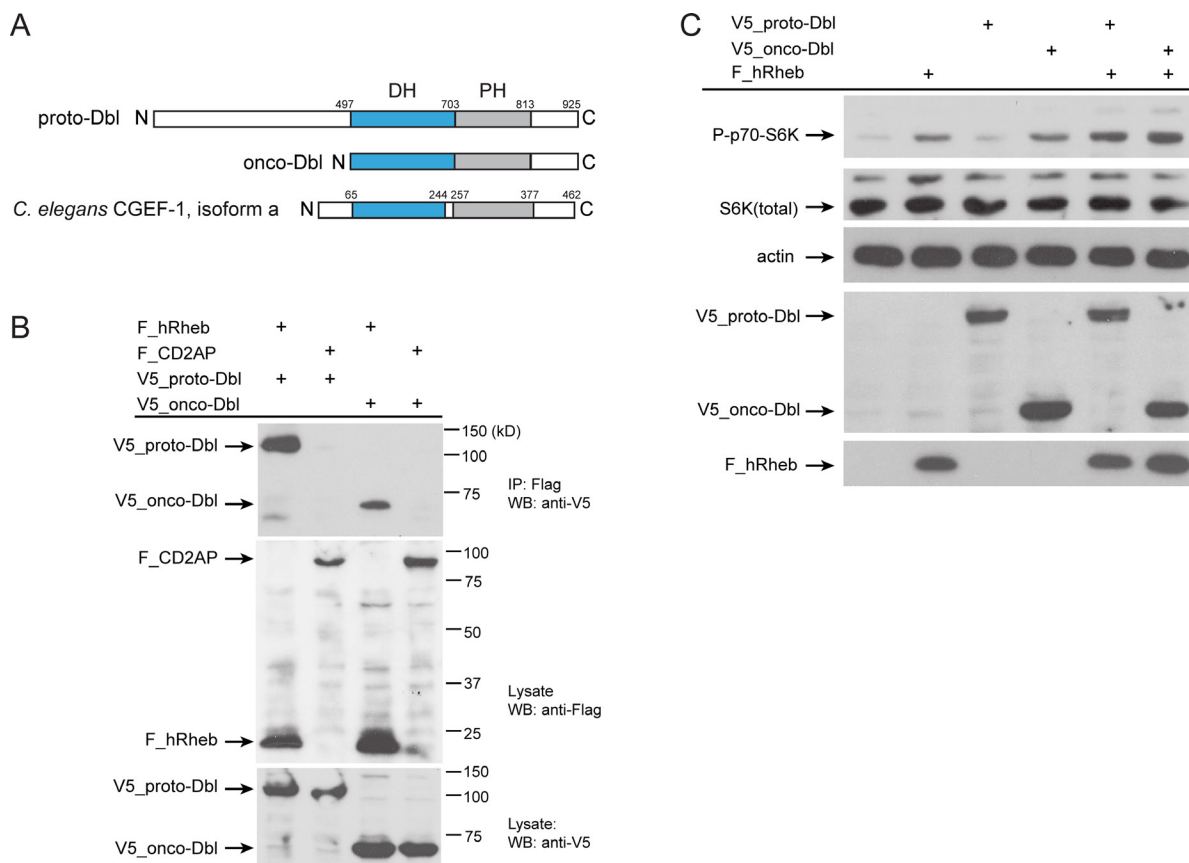 A
DH PH
497 703 813 925
proto-Dbl N C
onco-Dbl N C
65 244 257 377 462
C. elegans CGEF-1, isoform a N C
B
F_hRheb + +
F_CD2AP + +
V5_proto-Dbl + +
V5_onco-Dbl + +
150 (kD)
V5_proto-Dbl
100
75
V5_onco-Dbl
IP: Flag
WB: anti-V5
100
F_CD2AP
75
50
37
Lysate
WB: anti-Flag
25
F_hRheb
150
V5_proto-Dbl
100
75
Lysate:
WB: anti-V5
V5_onco-Dbl
C
V5_proto-Dbl + +
V5_onco-Dbl + +
F_hRheb + + +
P-p70-S6K
S6K(total)
actin
V5_proto-Dbl
V5_onco-Dbl
F_hRheb